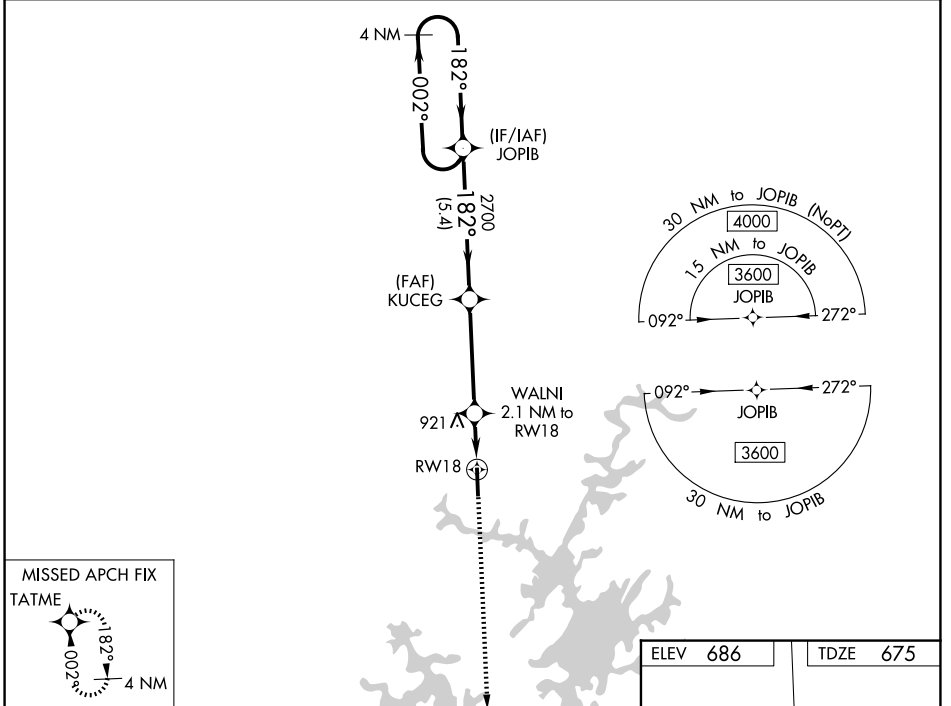 4 NM
182°
002°
(IF/IAF)
JOPIB
2700
182°
(5.4)
(FAF)
KUCEG
WALNI
2.1 NM to
RW18
921
RW18
30 NM to JOPIB (NoPT)
4000
15 NM to JOPIB
3600
JOPIB
092°
272°
092°
272°
JOPIB
3600
30 NM to JOPIB
MISSED APCH FIX
TATME
182°
002°
4 NM
ELEV 686
TDZE 675